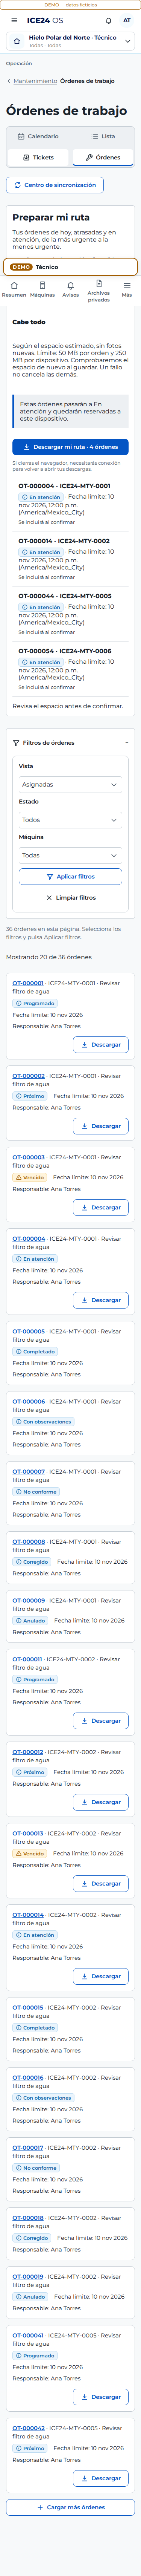 DEMO — datos ficticios
ICE24 OS
AT
Hielo Polar del Norte · Técnico
Todas · Todas
Operación
Mantenimiento Órdenes de trabajo
Órdenes de trabajo
Calendario
Lista
Tickets
Órdenes
Centro de sincronización
Preparar mi ruta
Tus órdenes de hoy, atrasadas y en
atención, de la más urgente a la
menos urgente.
DEMO Técnico
Resumen
Máquinas
Avisos
Archivos
privados
Más
Cabe todo
Según el espacio estimado, sin fotos
nuevas. Límite: 50 MB por orden y 250
MB por dispositivo. Comprobaremos el
espacio de nuevo al guardar. Un fallo
no cancela las demás.
Estas órdenes pasarán a En
atención y quedarán reservadas a
este dispositivo.
Descargar mi ruta · 4 órdenes
Si cierras el navegador, necesitarás conexión
para volver a abrir tus descargas.
OT-000004 · ICE24-MTY-0001
En atención · Fecha límite: 10
nov 2026, 12:00 p.m.
(America/Mexico_City)
Se incluirá al confirmar
OT-000014 · ICE24-MTY-0002
En atención · Fecha límite: 10
nov 2026, 12:00 p.m.
(America/Mexico_City)
Se incluirá al confirmar
OT-000044 · ICE24-MTY-0005
En atención · Fecha límite: 10
nov 2026, 12:00 p.m.
(America/Mexico_City)
Se incluirá al confirmar
OT-000054 · ICE24-MTY-0006
En atención · Fecha límite: 10
nov 2026, 12:00 p.m.
(America/Mexico_City)
Se incluirá al confirmar
Revisa el espacio antes de confirmar.
Filtros de órdenes
Vista
Asignadas
Estado
Todos
Máquina
Todas
Aplicar filtros
Limpiar filtros
36 órdenes en esta página. Selecciona los
filtros y pulsa Aplicar filtros.
Mostrando 20 de 36 órdenes
OT-000001 · ICE24-MTY-0001 · Revisar
filtro de agua
Programado
Fecha límite: 10 nov 2026
Responsable: Ana Torres
Descargar
OT-000002 · ICE24-MTY-0001 · Revisar
filtro de agua
Próximo Fecha límite: 10 nov 2026
Responsable: Ana Torres
Descargar
OT-000003 · ICE24-MTY-0001 · Revisar
filtro de agua
Vencido Fecha límite: 10 nov 2026
Responsable: Ana Torres
Descargar
OT-000004 · ICE24-MTY-0001 · Revisar
filtro de agua
En atención
Fecha límite: 10 nov 2026
Responsable: Ana Torres
Descargar
OT-000005 · ICE24-MTY-0001 · Revisar
filtro de agua
Completado
Fecha límite: 10 nov 2026
Responsable: Ana Torres
OT-000006 · ICE24-MTY-0001 · Revisar
filtro de agua
Con observaciones
Fecha límite: 10 nov 2026
Responsable: Ana Torres
OT-000007 · ICE24-MTY-0001 · Revisar
filtro de agua
No conforme
Fecha límite: 10 nov 2026
Responsable: Ana Torres
OT-000008 · ICE24-MTY-0001 · Revisar
filtro de agua
Corregido Fecha límite: 10 nov 2026
Responsable: Ana Torres
OT-000009 · ICE24-MTY-0001 · Revisar
filtro de agua
Anulado Fecha límite: 10 nov 2026
Responsable: Ana Torres
OT-000011 · ICE24-MTY-0002 · Revisar
filtro de agua
Programado
Fecha límite: 10 nov 2026
Responsable: Ana Torres
Descargar
OT-000012 · ICE24-MTY-0002 · Revisar
filtro de agua
Próximo Fecha límite: 10 nov 2026
Responsable: Ana Torres
Descargar
OT-000013 · ICE24-MTY-0002 · Revisar
filtro de agua
Vencido Fecha límite: 10 nov 2026
Responsable: Ana Torres
Descargar
OT-000014 · ICE24-MTY-0002 · Revisar
filtro de agua
En atención
Fecha límite: 10 nov 2026
Responsable: Ana Torres
Descargar
OT-000015 · ICE24-MTY-0002 · Revisar
filtro de agua
Completado
Fecha límite: 10 nov 2026
Responsable: Ana Torres
OT-000016 · ICE24-MTY-0002 · Revisar
filtro de agua
Con observaciones
Fecha límite: 10 nov 2026
Responsable: Ana Torres
OT-000017 · ICE24-MTY-0002 · Revisar
filtro de agua
No conforme
Fecha límite: 10 nov 2026
Responsable: Ana Torres
OT-000018 · ICE24-MTY-0002 · Revisar
filtro de agua
Corregido Fecha límite: 10 nov 2026
Responsable: Ana Torres
OT-000019 · ICE24-MTY-0002 · Revisar
filtro de agua
Anulado Fecha límite: 10 nov 2026
Responsable: Ana Torres
OT-000041 · ICE24-MTY-0005 · Revisar
filtro de agua
Programado
Fecha límite: 10 nov 2026
Responsable: Ana Torres
Descargar
OT-000042 · ICE24-MTY-0005 · Revisar
filtro de agua
Próximo Fecha límite: 10 nov 2026
Responsable: Ana Torres
Descargar
Cargar más órdenes